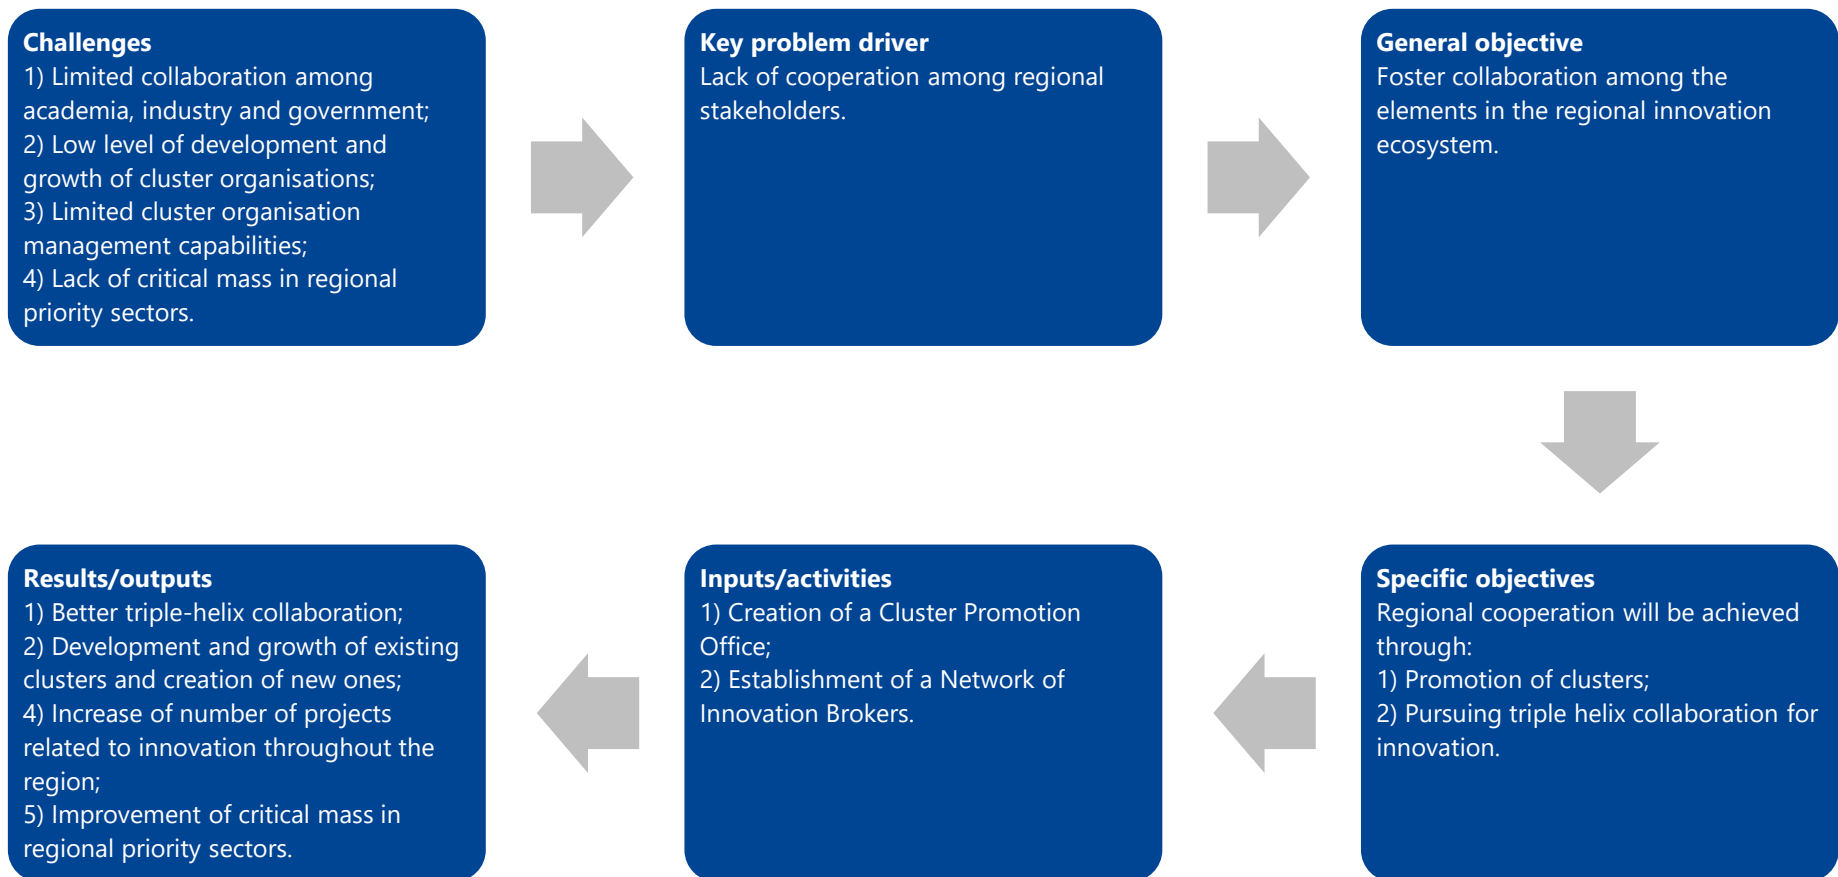 Challenges
1) Limited collaboration among
academia, industry and government;
2) Low level of development and
growth of cluster organisations;
3) Limited cluster organisation
management capabilities;
4) Lack of critical mass in regional
priority sectors.
Key problem driver
Lack of cooperation among regional
stakeholders.
General objective
Foster collaboration among the
elements in the regional innovation
ecosystem.
Specific objectives
Regional cooperation will be achieved
through:
1) Promotion of clusters;
2) Pursuing triple helix collaboration for
innovation.
Inputs/activities
1) Creation of a Cluster Promotion
Office;
2) Establishment of a Network of
Innovation Brokers.
Results/outputs
1) Better triple-helix collaboration;
2) Development and growth of existing
clusters and creation of new ones;
4) Increase of number of projects
related to innovation throughout the
region;
5) Improvement of critical mass in
regional priority sectors.